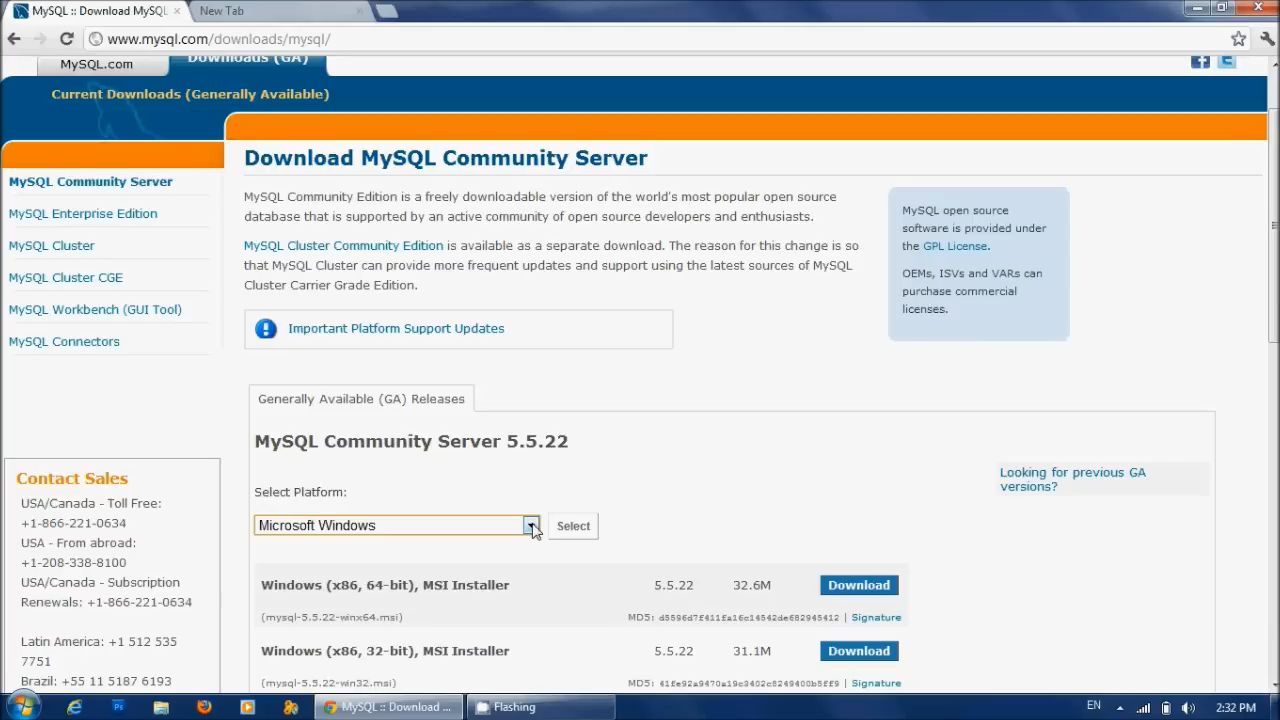 MySQL :: Download MySQL
New Tab
www.mysql.com/downloads/mysql/
MySQL.com
Downloads (GA)
Current Downloads (Generally Available)
MySQL Community Server
MySQL Enterprise Edition
MySQL Cluster
MySQL Cluster CGE
MySQL Workbench (GUI Tool)
MySQL Connectors
Contact Sales
USA/Canada - Toll Free:
+1-866-221-0634
USA - From abroad:
+1-208-338-8100
USA/Canada - Subscription
Renewals: +1-866-221-0634
Latin America: +1 512 535
7751
Brazil: +55 11 5187 6193
Download MySQL Community Server
MySQL Community Edition is a freely downloadable version of the world's most popular open source
database that is supported by an active community of open source developers and enthusiasts.
MySQL Cluster Community Edition is available as a separate download. The reason for this change is so
that MySQL Cluster can provide more frequent updates and support using the latest sources of MySQL
Cluster Carrier Grade Edition.
Important Platform Support Updates
MySQL open source
software is provided under
the GPL License.
OEMs, ISVs and VARs can
purchase commercial
licenses.
Generally Available (GA) Releases
MySQL Community Server 5.5.22
Looking for previous GA
versions?
Select Platform:
Microsoft Windows
Select
Windows (x86, 64-bit), MSI Installer 5.5.22 32.6M Download
(mysql-5.5.22-winx64.msi) MD5: | Signature
Windows (x86, 32-bit), MSI Installer 5.5.22 31.1M Download
(mysql-5.5.22-win32.msi) MD5: | Signature
MySQL :: Download ...
Flashing
EN
2:32 PM